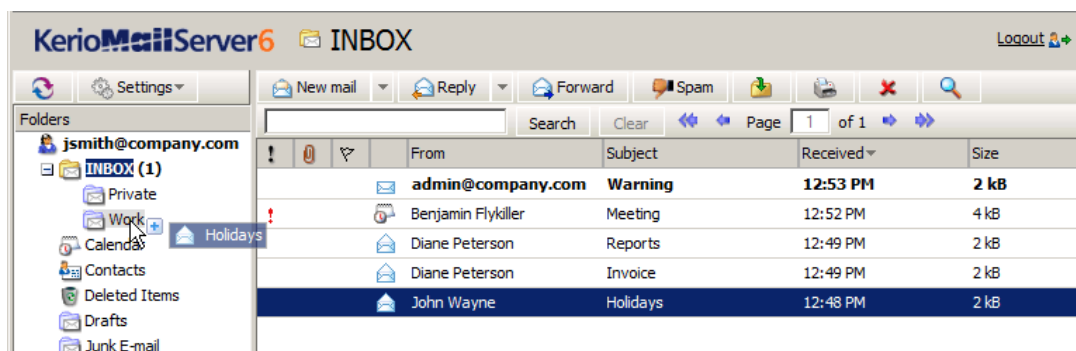 KerioMailServer6 INBOX Logout
Settings New mail Reply Forward Spam
Folders Search Clear Page 1 of 1
jsmith@company.com
! From Subject Received Size
INBOX (1)
admin@company.com Warning 12:53 PM 2 kB
Private
Work
! Benjamin Flykiller Meeting 12:52 PM 4 kB
Holidays
Calendar
Diane Peterson Reports 12:49 PM 2 kB
Contacts
Diane Peterson Invoice 12:49 PM 2 kB
Deleted Items
John Wayne Holidays 12:48 PM 2 kB
Drafts
Junk E-mail